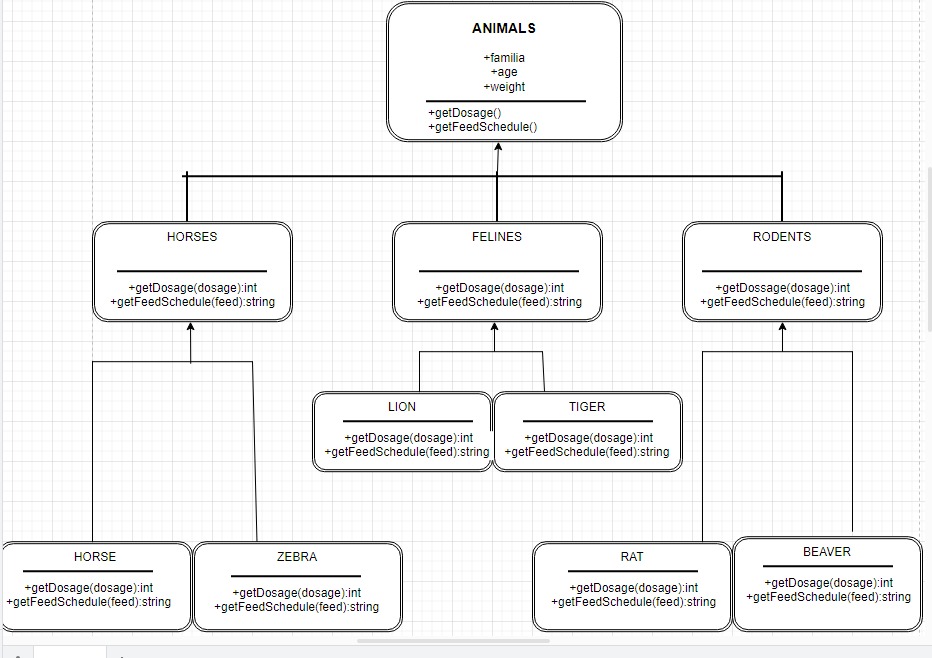 ANIMALS
+familia
+age
+weight
+getDosage()
+getFeedSchedule()
HORSES
+getDosage(dosage):int
+getFeedSchedule(feed):string
FELINES
+getDosage(dosage):int
+getFeedSchedule(feed):string
RODENTS
+getDossage(dosage):int
+getFeedSchedule(feed):string
LION
+getDosage(dosage):int
+getFeedSchedule(feed):string
TIGER
+getDosage(dosage):int
+getFeedSchedule(feed):string
HORSE
+getDosage(dosage):int
+getFeedSchedule(feed):string
ZEBRA
+getDosage(dosage):int
+getFeedSchedule(feed):string
RAT
+getDosage(dosage):int
+getFeedSchedule(feed):string
BEAVER
+getDosage(dosage):int
+getFeedSchedule(feed):string